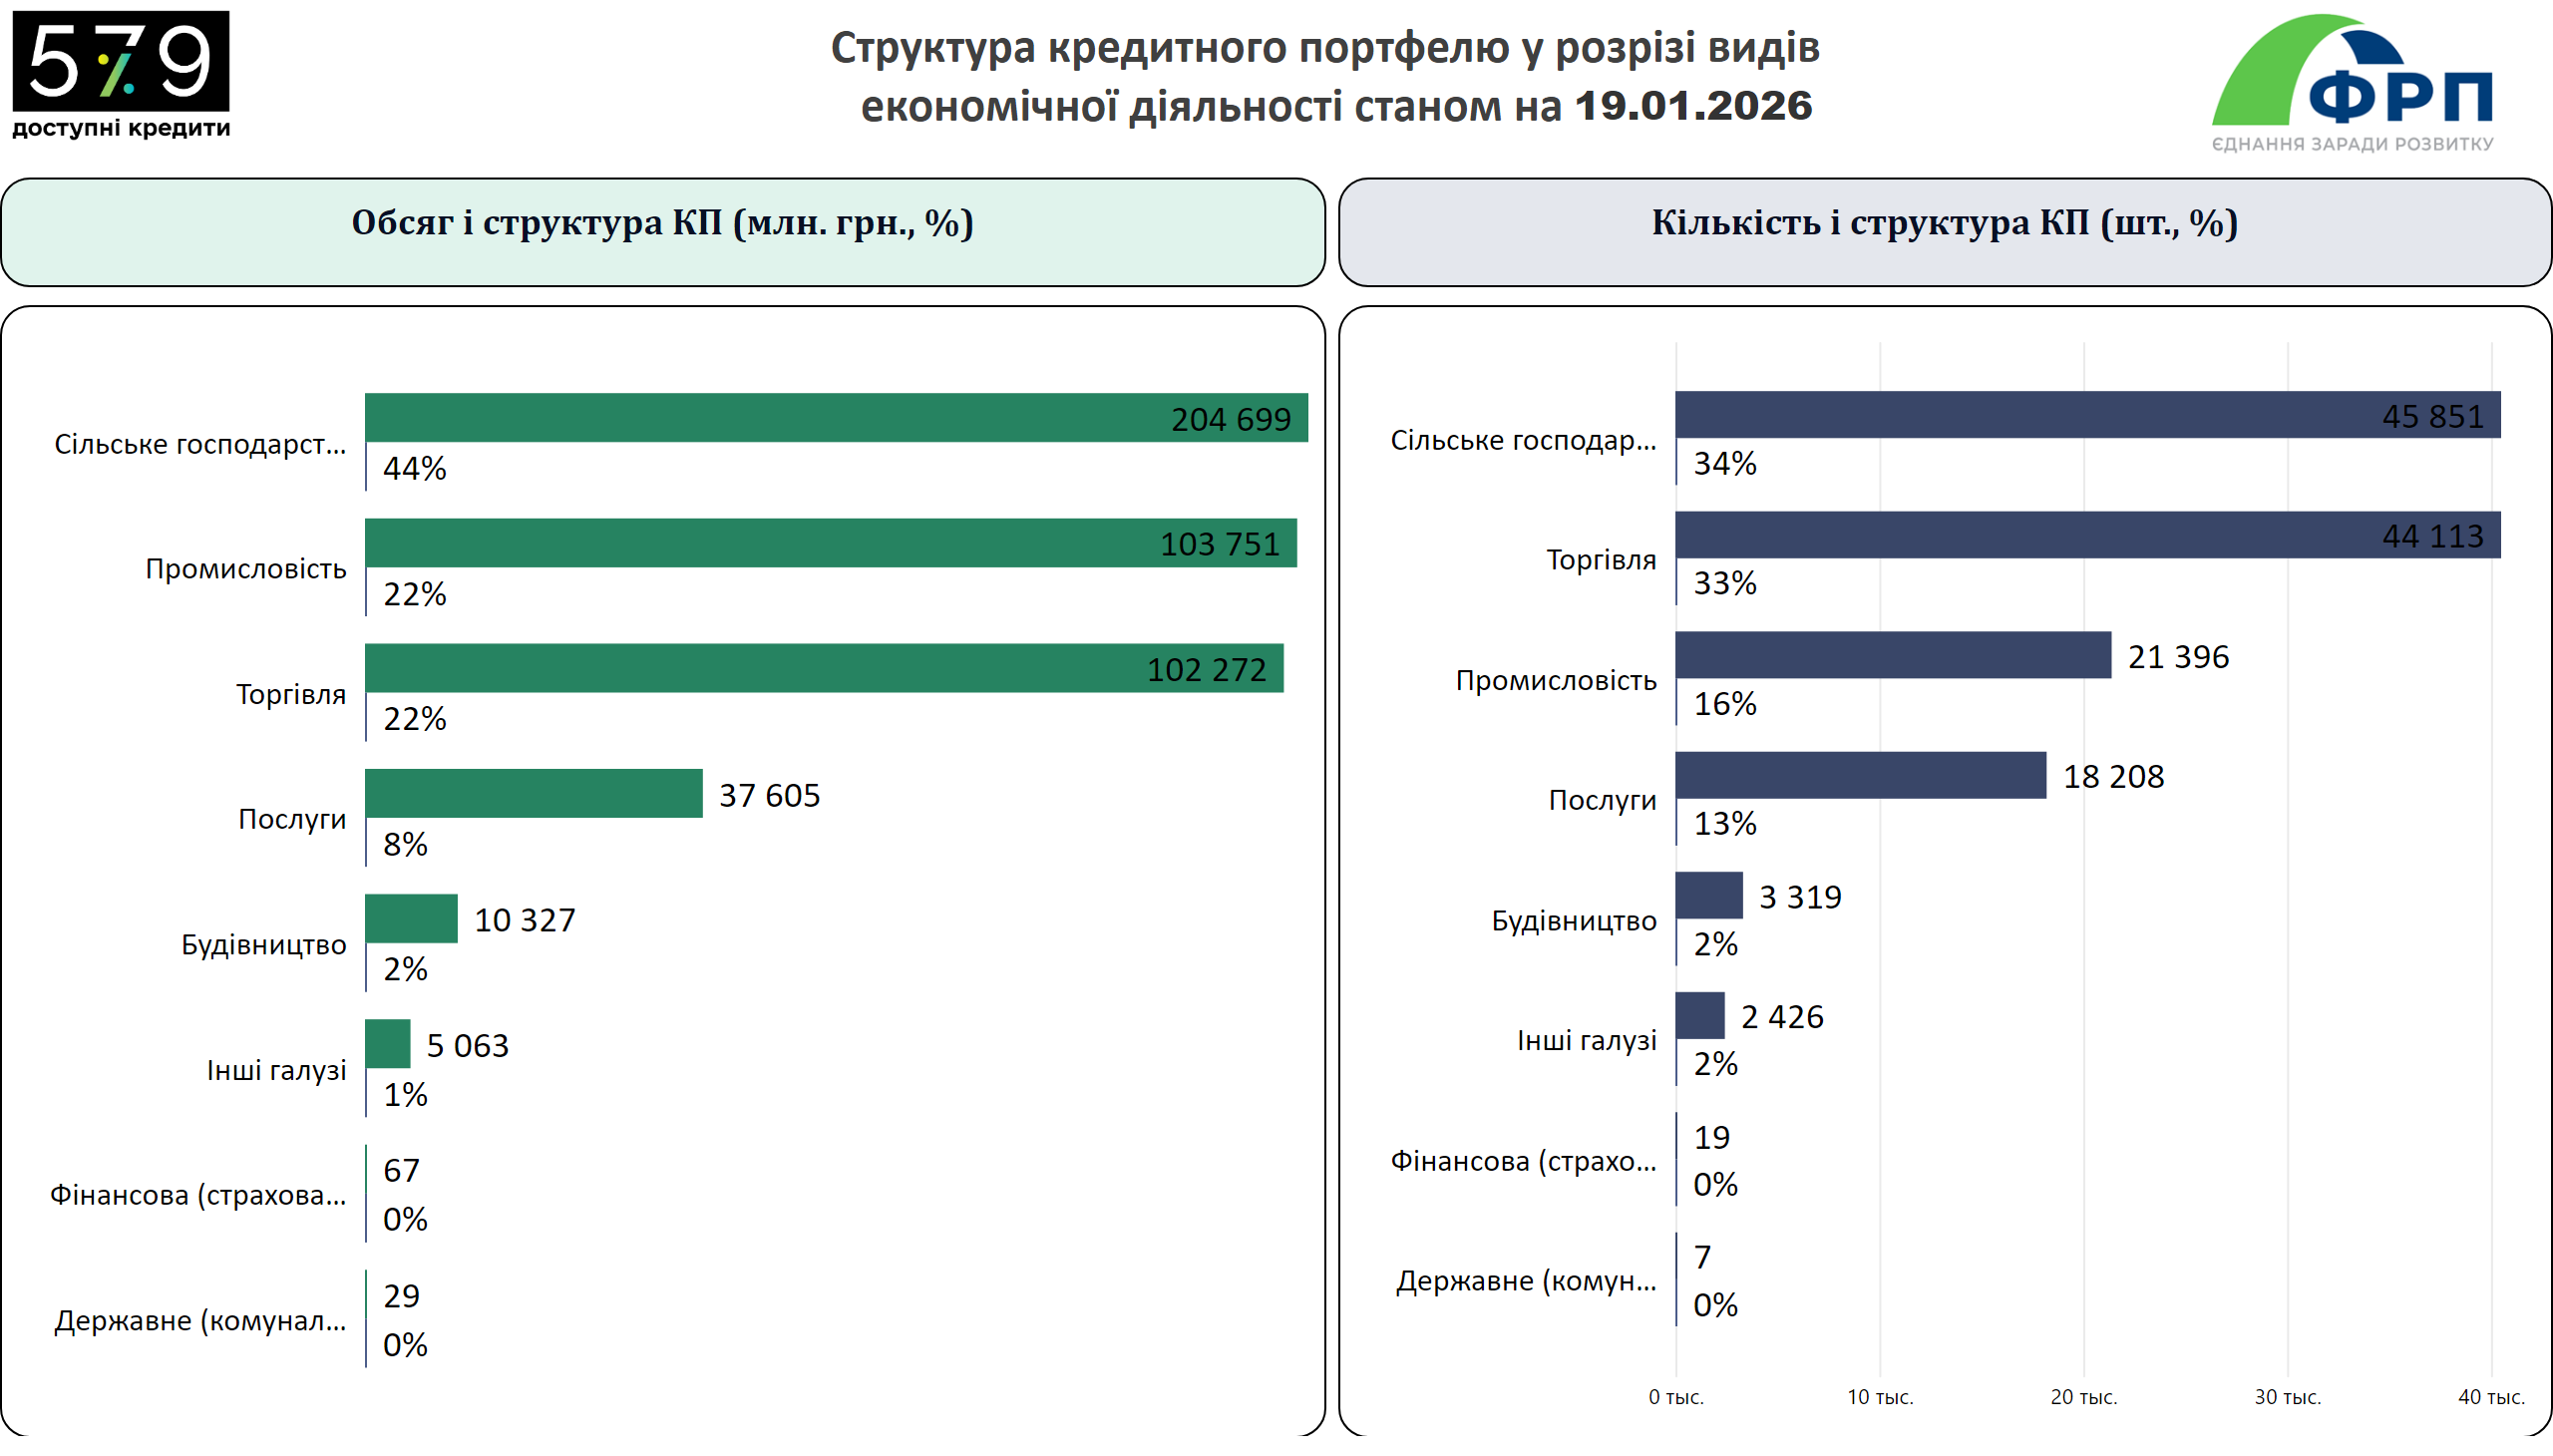 579
доступні кредити
Структура кредитного портфелю у розрізі видів
економічної діяльності станом на 19.01.2026
ФРП
ЄДНАННЯ ЗАРАДИ РОЗВИТКУ
Обсяг і структура КП (млн. грн., %)
Сільське господарст...
204 699
44%
Промисловість
103 751
22%
Торгівля
102 272
22%
Послуги
37 605
8%
Будівництво
10 327
2%
Інші галузі
5 063
1%
Фінансова (страхова...
67
0%
Державне (комунал...
29
0%
Кількість і структура КП (шт., %)
Сільське господар...
45 851
34%
Торгівля
44 113
33%
Промисловість
21 396
16%
Послуги
18 208
13%
Будівництво
3 319
2%
Інші галузі
2 426
2%
Фінансова (страхо...
19
0%
Державне (комун...
7
0%
0 тыс. 10 тыс. 20 тыс. 30 тыс. 40 тыс.